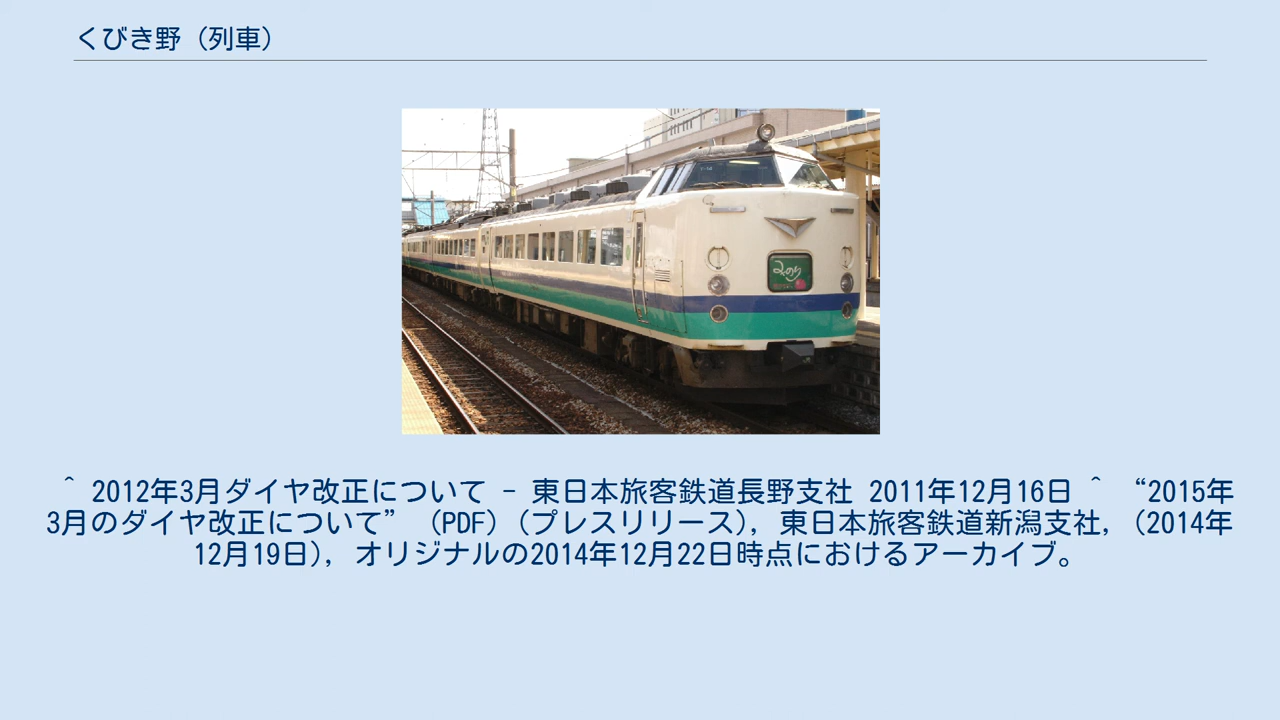 くびき野（列車）
みのり
^ 2012年3月ダイヤ改正について - 東日本旅客鉄道長野支社 2011年12月16日 ^ “2015年
3月のダイヤ改正について” （PDF）（プレスリリース）, 東日本旅客鉄道新潟支社, （2014年
12月19日）, オリジナルの2014年12月22日時点におけるアーカイブ。